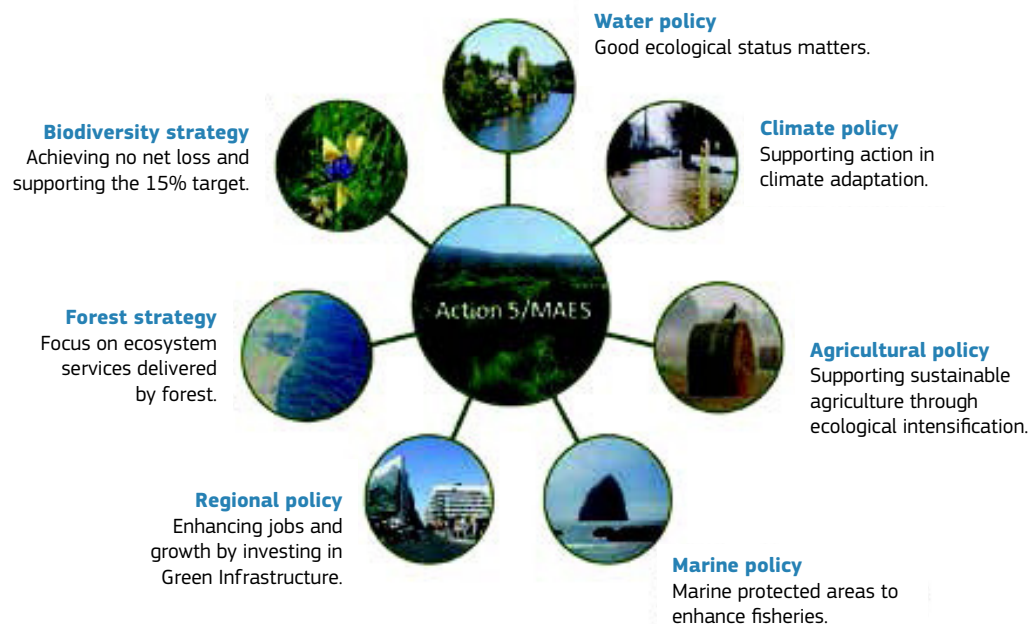 Water policy
Good ecological status matters.
Biodiversity strategy
Achieving no net loss and
supporting the 15% target.
Climate policy
Supporting action in
climate adaptation.
Action 5/MAES
Forest strategy
Focus on ecosystem
services delivered
by forest.
Agricultural policy
Supporting sustainable
agriculture through
ecological intensification.
Regional policy
Enhancing jobs and
growth by investing in
Green Infrastructure.
Marine policy
Marine protected areas to
enhance fisheries.